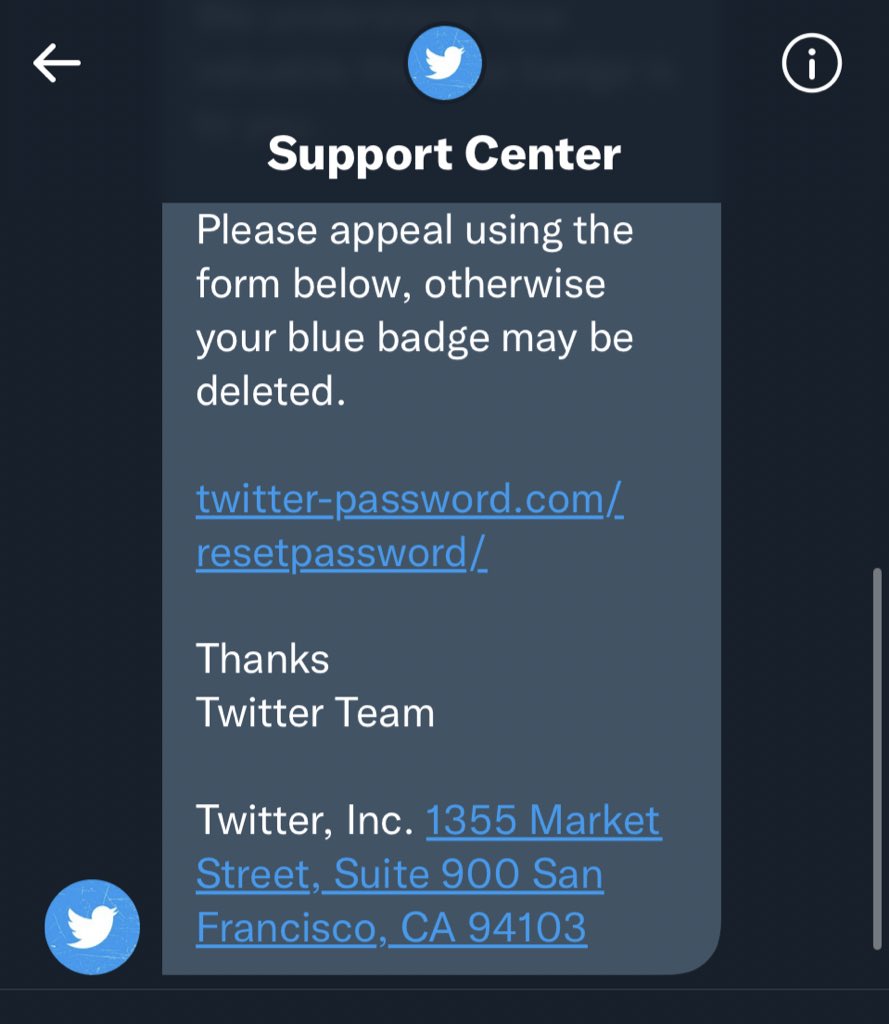 Support Center
Please appeal using the
form below, otherwise
your blue badge may be
deleted.
twitter-password.com/
resetpassword/
Thanks
Twitter Team
Twitter, Inc. 1355 Market
Street, Suite 900 San
Francisco, CA 94103